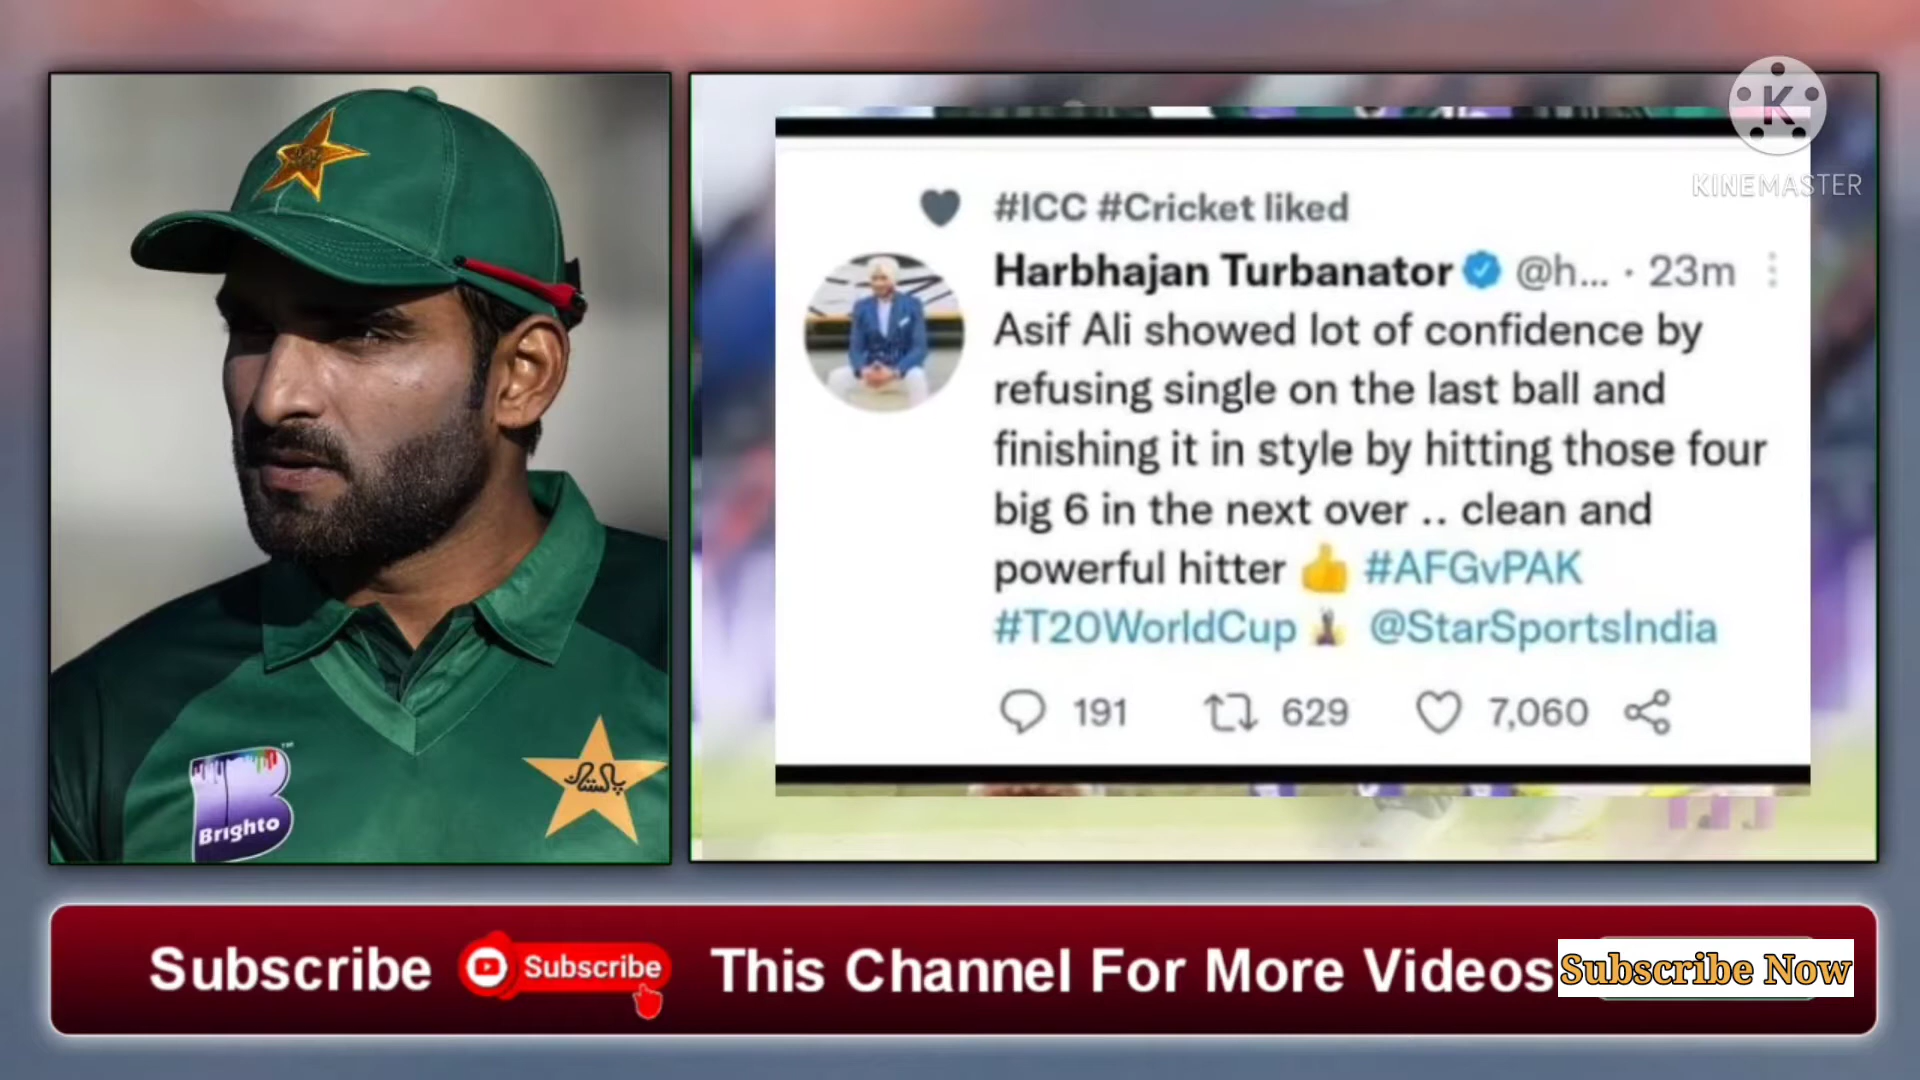 KINEMASTER
#ICC #Cricket liked
Harbhajan Turbanator @h... · 23m
Asif Ali showed lot of confidence by
refusing single on the last ball and
finishing it in style by hitting those four
big 6 in the next over .. clean and
powerful hitter 👍 #AFGvPAK
#T20WorldCup @StarSportsIndia
191 629 7,060
B
Brighto
پاکستان
Subscribe Subscribe This Channel For More Videos Subscribe Now